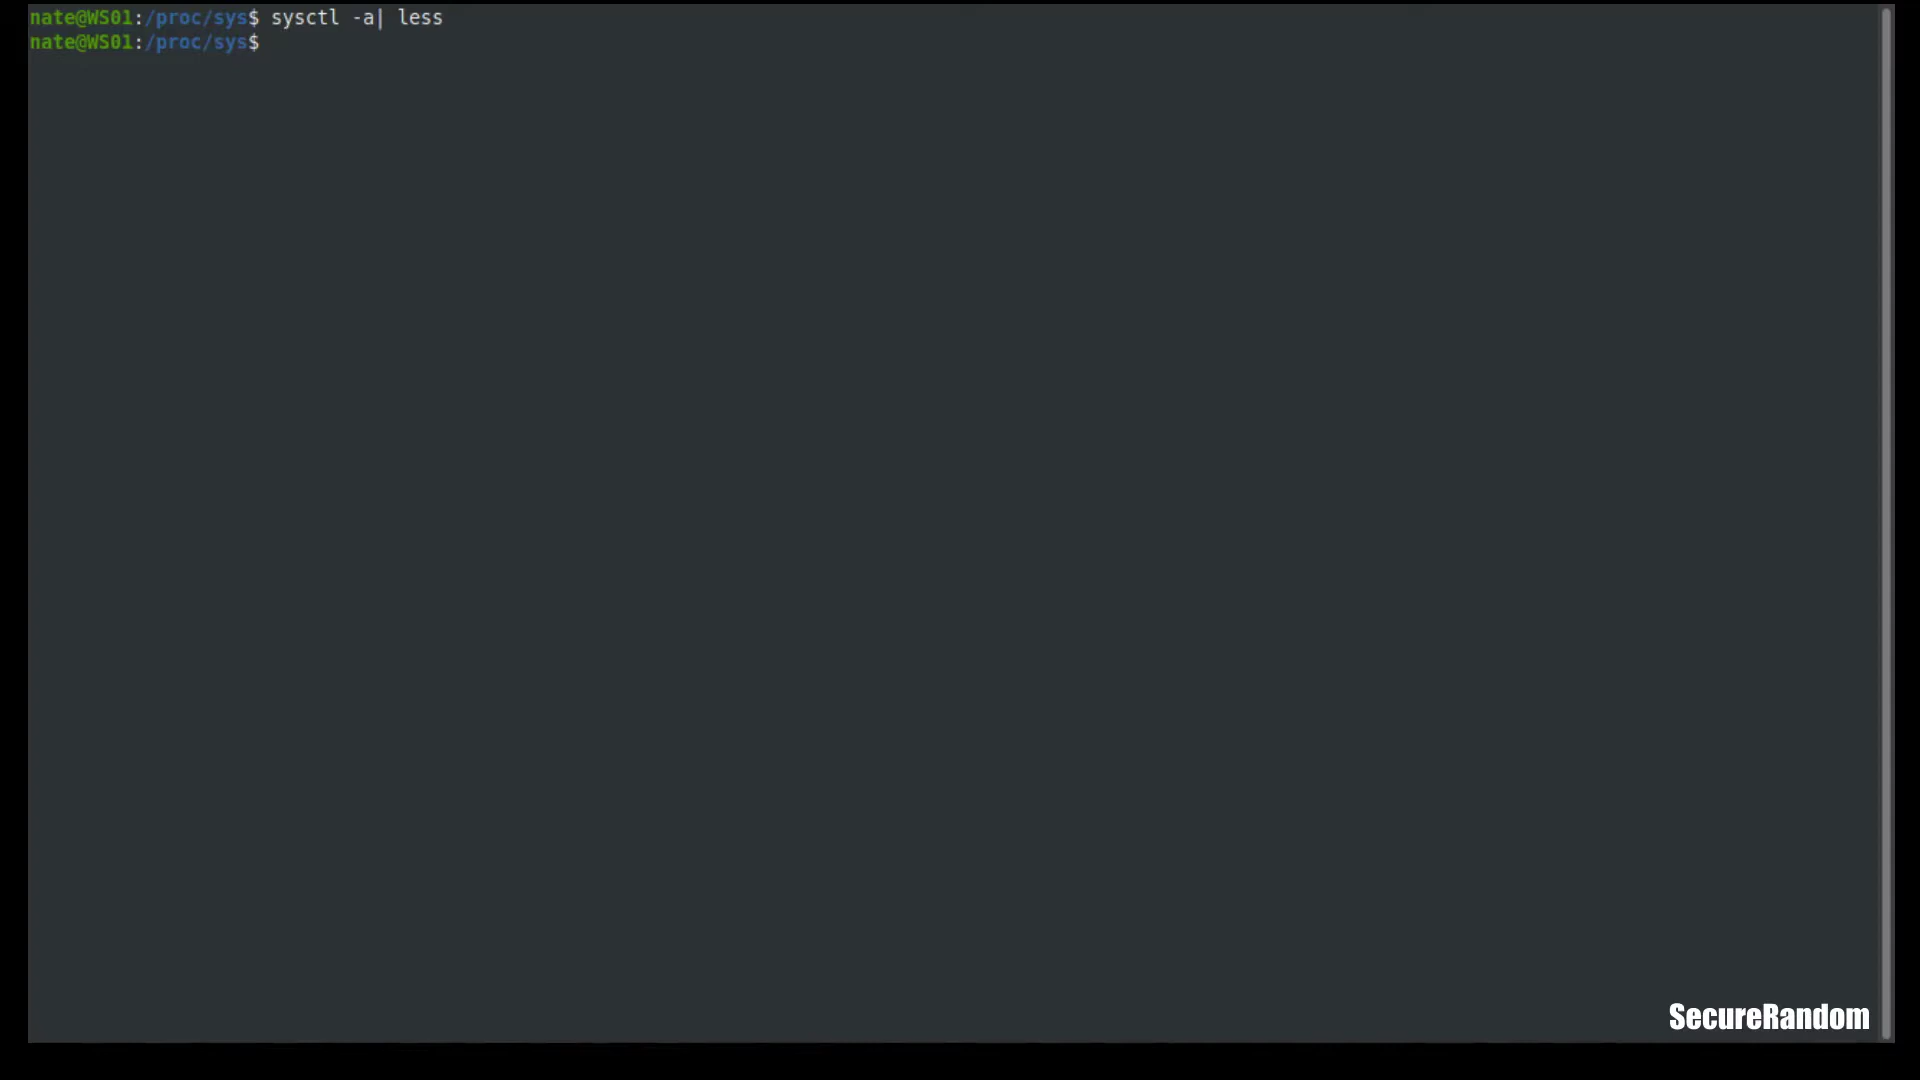 nate@WS01:/proc/sys$ sysctl -a| less
nate@WS01:/proc/sys$
SecureRandom